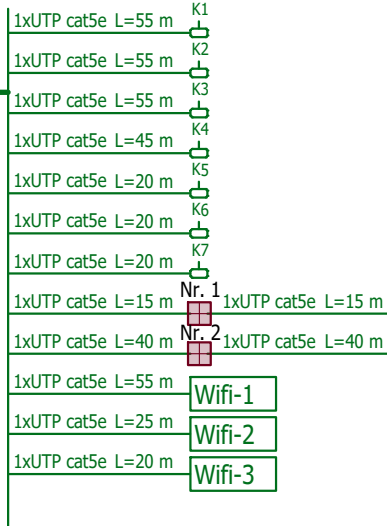 1xUTP cat5e L=55 m K1
1xUTP cat5e L=55 m K2
1xUTP cat5e L=55 m K3
1xUTP cat5e L=45 m K4
1xUTP cat5e L=20 m K5
1xUTP cat5e L=20 m K6
1xUTP cat5e L=20 m K7
1xUTP cat5e L=15 m Nr. 1 1xUTP cat5e L=15 m
1xUTP cat5e L=40 m Nr. 2 1xUTP cat5e L=40 m
1xUTP cat5e L=55 m Wifi-1
1xUTP cat5e L=25 m Wifi-2
1xUTP cat5e L=20 m Wifi-3